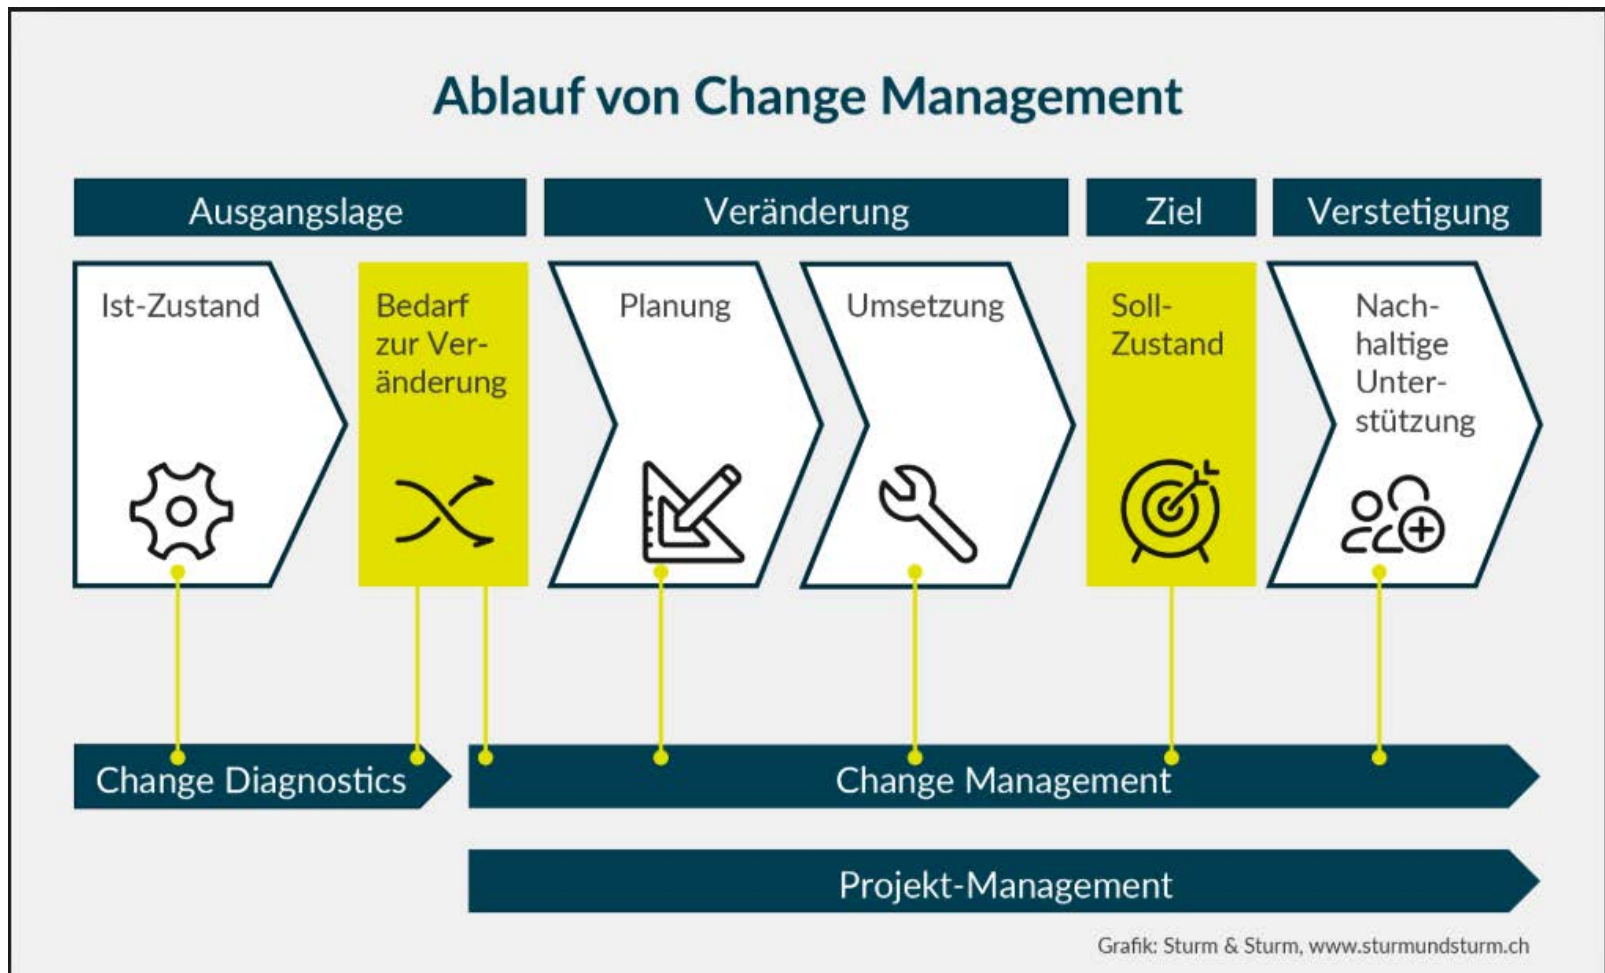 Ablauf von Change Management
Ausgangslage
Veränderung
Ziel
Verstetigung
Ist-Zustand
Bedarf
zur Ver-
änderung
Planung
Umsetzung
Soll-
Zustand
Nach-
haltige
Unter-
stützung
Change Diagnostics
Change Management
Projekt-Management
Grafik: Sturm & Sturm, www.sturmundsturm.ch